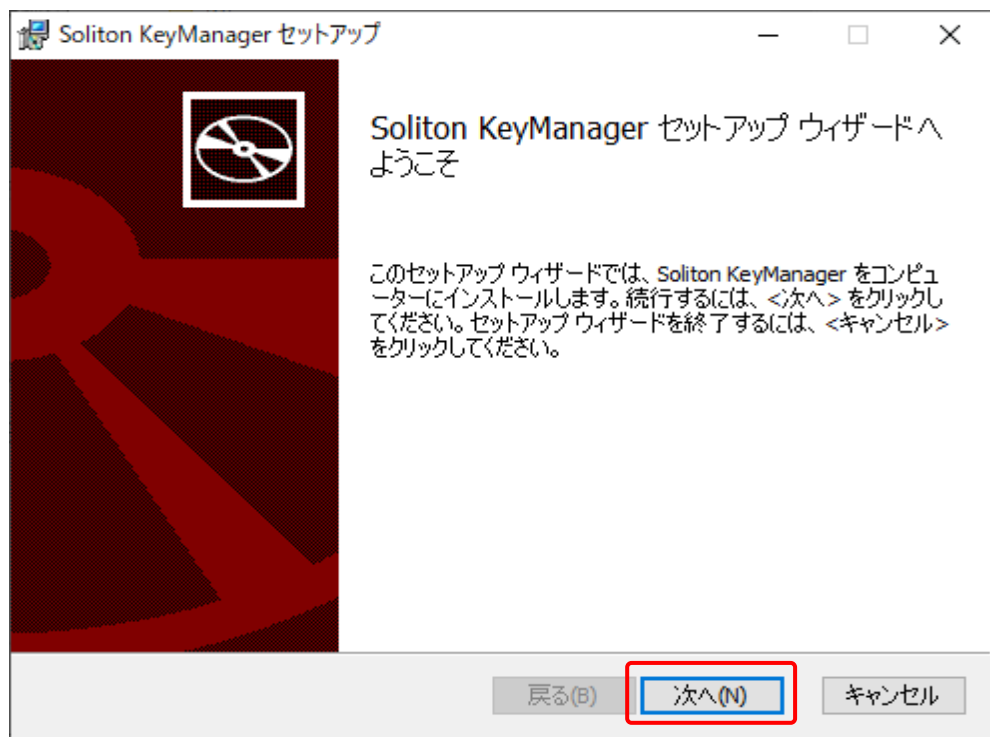 Soliton KeyManager セットアップ
Soliton KeyManager セットアップ ウィザードへ
ようこそ
このセットアップ ウィザードでは、Soliton KeyManager をコンピュ
ーターにインストールします。続行するには、<次へ> をクリックし
てください。セットアップ ウィザードを終了するには、<キャンセル>
をクリックしてください。
戻る(B)
次へ(N)
キャンセル